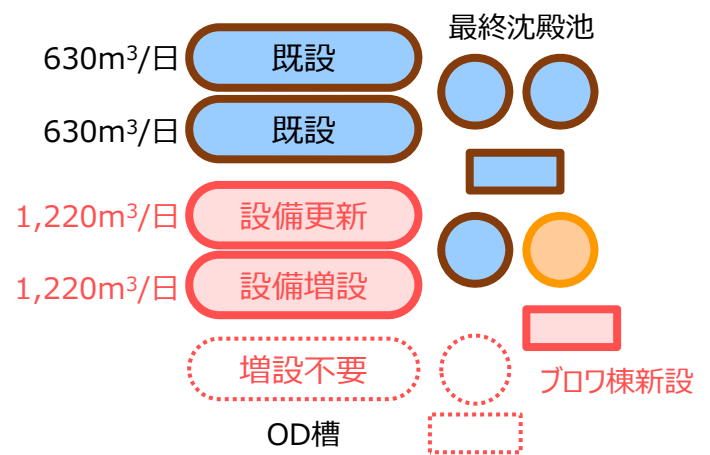 最終沈殿池
630m³/日
既設
630m³/日
既設
1,220m³/日
設備更新
1,220m³/日
設備増設
増設不要
ブロワ棟新設
OD槽